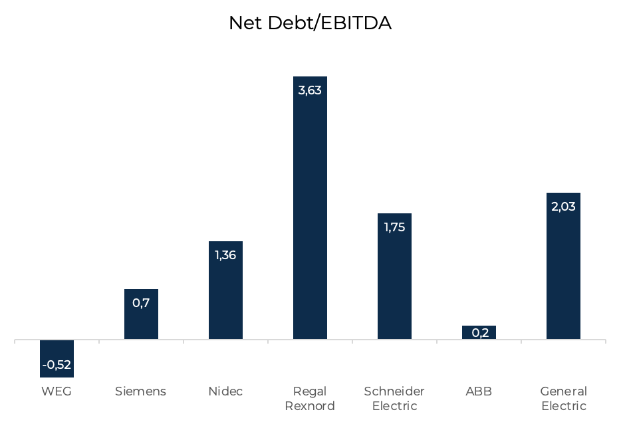 Net Debt/EBITDA
3,63
2,03
1,75
1,36
0,7
0,2
-0,52
WEG
Siemens
Nidec
Regal
Rexnord
Schneider
Electric
ABB
General
Electric